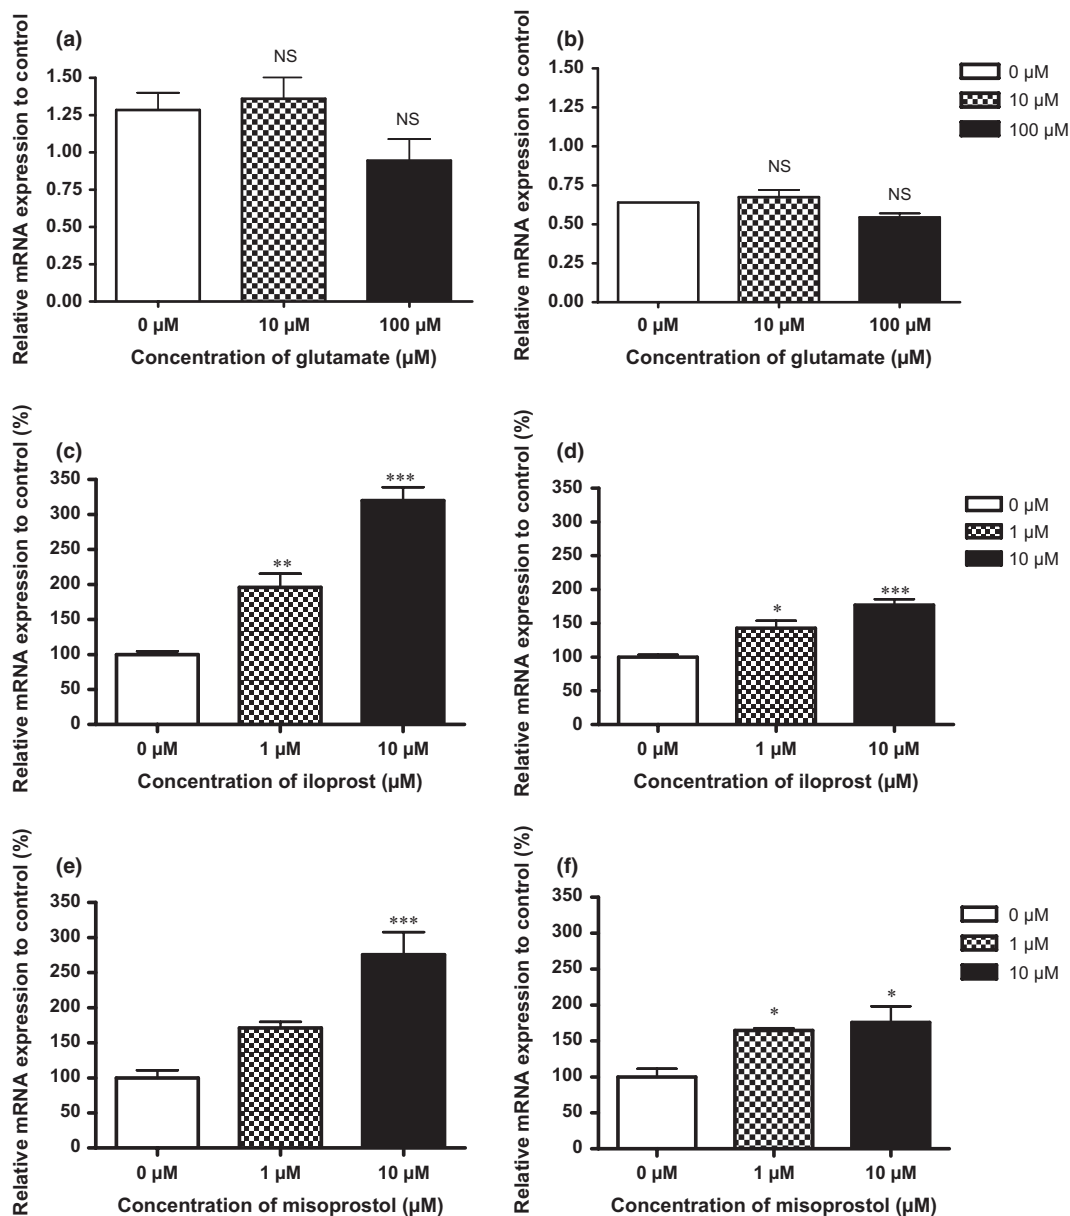 (a)
Relative mRNA expression to control
1.50
1.25
1.00
0.75
0.50
0.25
0.00
NS
NS
0 µM 10 µM 100 µM
Concentration of glutamate (µM)
(b)
Relative mRNA expression to control
1.50
1.25
1.00
0.75
0.50
0.25
0.00
NS
NS
0 µM 10 µM 100 µM
Concentration of glutamate (µM)
0 µM
10 µM
100 µM
(c)
Relative mRNA expression to control (%)
350
300
250
200
150
100
50
0
**
***
0 µM 1 µM 10 µM
Concentration of iloprost (µM)
(d)
Relative mRNA expression to control (%)
350
300
250
200
150
100
50
0
*
***
0 µM 1 µM 10 µM
Concentration of iloprost (µM)
0 µM
1 µM
10 µM
(e)
Relative mRNA expression to control (%)
350
300
250
200
150
100
50
0
***
0 µM 1 µM 10 µM
Concentration of misoprostol (µM)
(f)
Relative mRNA expression to control (%)
350
300
250
200
150
100
50
0
*
*
0 µM 1 µM 10 µM
Concentration of misoprostol (µM)
0 µM
1 µM
10 µM